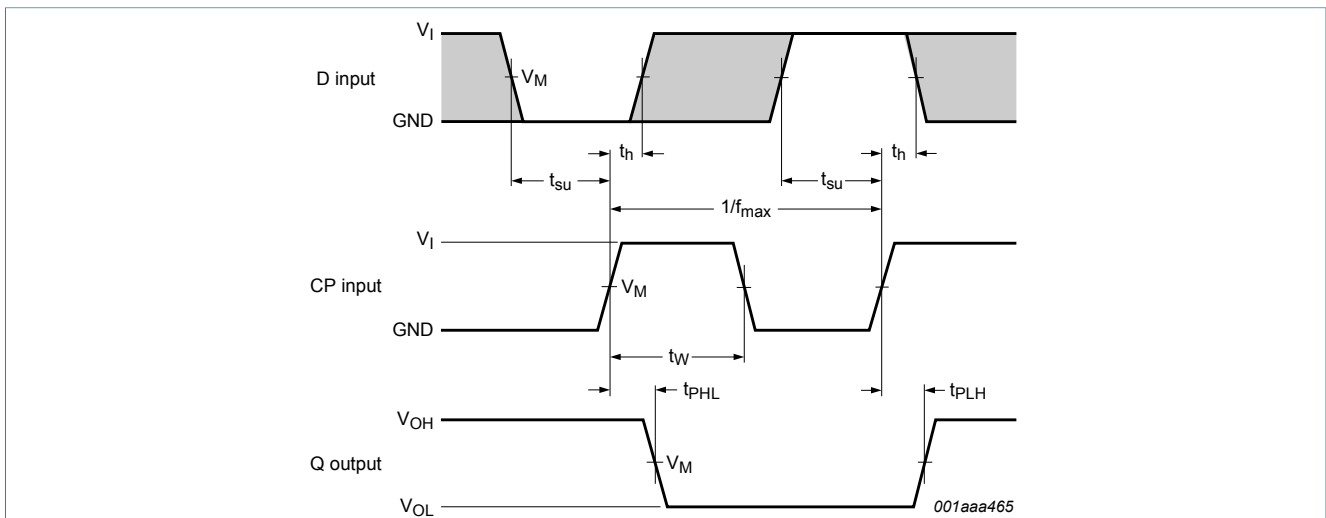 V_I
D input
V_M
GND
t_h
t_h
t_su
t_su
1/f_max
V_I
CP input
V_M
GND
t_W
t_PHL
t_PLH
V_OH
Q output
V_M
V_OL
001aaa465